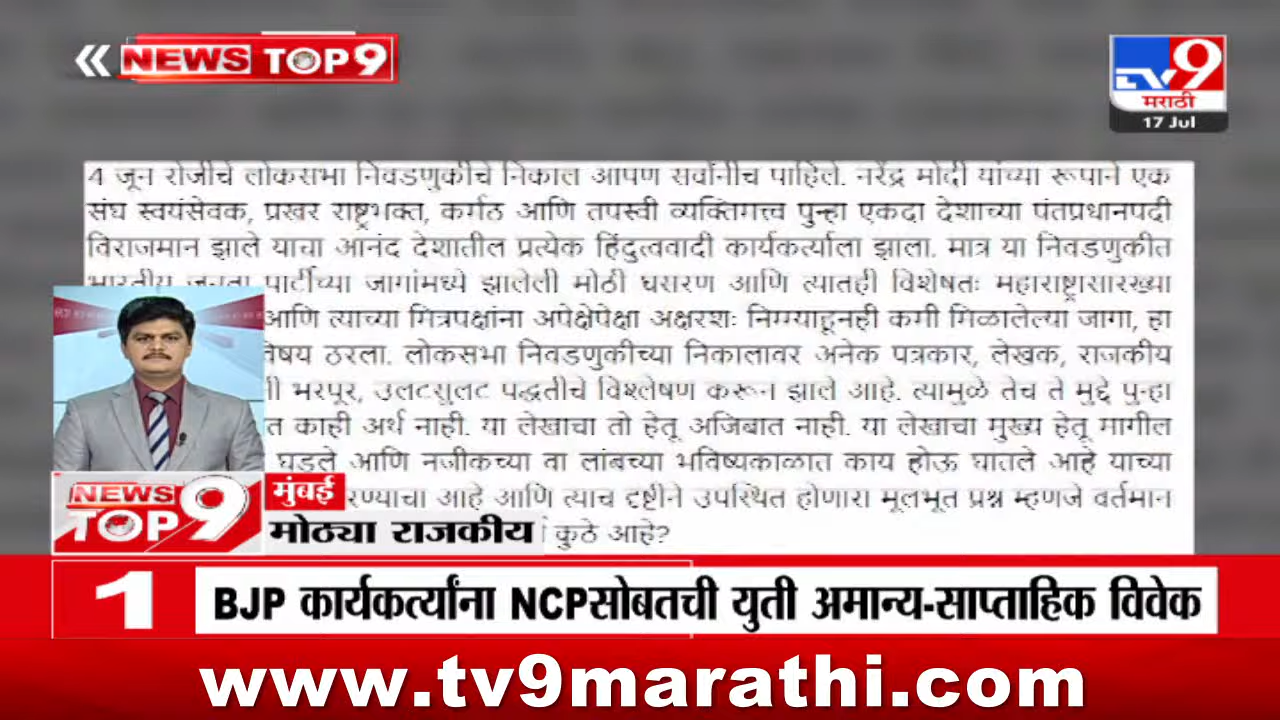 NEWS TOP 9
TV9
मराठी
17 Jul
4 जून रोजीचे लोकसभा निवडणुकीचे निकाल आपण सर्वांनीच पाहिले. नरेंद्र मोदी यांच्या रूपाने एक
संघ स्वयंसेवक, प्रखर राष्ट्रभक्त, कर्मठ आणि तपस्वी व्यक्तिमत्त्व पुन्हा एकदा देशाच्या पंतप्रधानपदी
विराजमान झाले याचा आनंद देशातील प्रत्येक हिंदुत्ववादी कार्यकर्त्याला झाला. मात्र या निवडणुकीत
भारतीय जनता पार्टीच्या जागांमध्ये झालेली मोठी घसरण आणि त्यातही विशेषतः महाराष्ट्रासारख्या
आणि त्याच्या मित्रपक्षांना अपेक्षेपेक्षा अक्षरशः निम्म्याहूनही कमी मिळालेल्या जागा, हा
विषय ठरला. लोकसभा निवडणुकीच्या निकालावर अनेक पत्रकार, लेखक, राजकीय
भरपूर, उलटसुलट पद्धतीचे विश्लेषण करून झाले आहे. त्यामुळे तेच ते मुद्दे पुन्हा
त काही अर्थ नाही. या लेखाचा तो हेतू अजिबात नाही. या लेखाचा मुख्य हेतू मागील
घडले आणि नजीकच्या वा लांबच्या भविष्यकाळात काय होऊ घातले आहे याच्या
रण्याचा आहे आणि त्याच दृष्टीने उपस्थित होणारा मूलभूत प्रश्न म्हणजे वर्तमान
कुठे आहे?
NEWS
TOP 9
मुंबई
मोठ्या राजकीय
1 BJP कार्यकर्त्यांना NCPसोबतची युती अमान्य-साप्ताहिक विवेक
www.tv9marathi.com